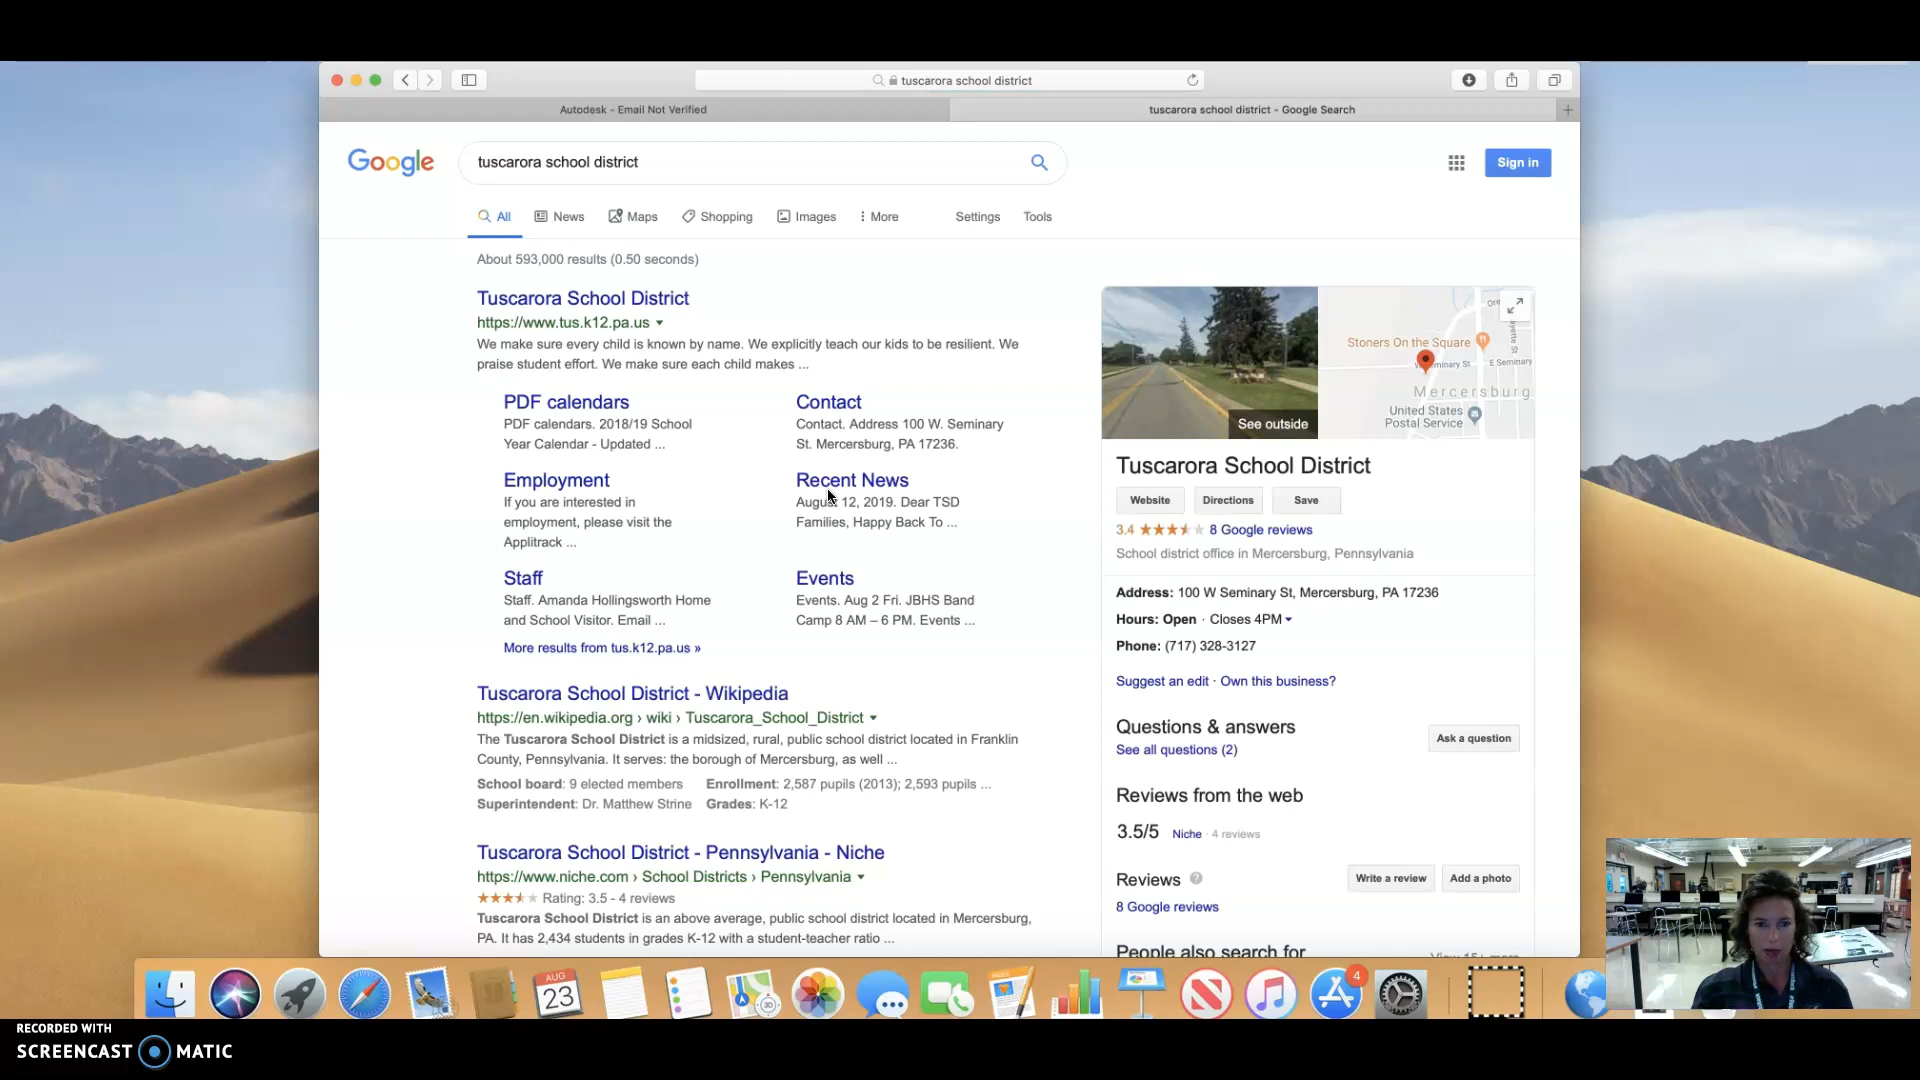 tuscarora school district
Autodesk - Email Not Verified
tuscarora school district - Google Search
Google
tuscarora school district
Sign in
All
News
Maps
Shopping
Images
More
Settings
Tools
About 593,000 results (0.50 seconds)
Tuscarora School District
https://www.tus.k12.pa.us
We make sure every child is known by name. We explicitly teach our kids to be resilient. We
praise student effort. We make sure each child makes ...
PDF calendars
PDF calendars. 2018/19 School
Year Calendar - Updated ...
Contact
Contact. Address 100 W. Seminary
St. Mercersburg, PA 17236.
Employment
If you are interested in
employment, please visit the
Applitrack ...
Recent News
August 12, 2019. Dear TSD
Families, Happy Back To ...
Staff
Staff. Amanda Hollingsworth Home
and School Visitor. Email ...
Events
Events. Aug 2 Fri. JBHS Band
Camp 8 AM – 6 PM. Events ...
More results from tus.k12.pa.us »
Tuscarora School District - Wikipedia
https://en.wikipedia.org › wiki › Tuscarora_School_District
The Tuscarora School District is a midsized, rural, public school district located in Franklin
County, Pennsylvania. It serves: the borough of Mercersburg, as well ...
School board: 9 elected members Enrollment: 2,587 pupils (2013); 2,593 pupils ...
Superintendent: Dr. Matthew Strine Grades: K-12
Tuscarora School District - Pennsylvania - Niche
https://www.niche.com › School Districts › Pennsylvania
Rating: 3.5 - 4 reviews
Tuscarora School District is an above average, public school district located in Mercersburg,
PA. It has 2,434 students in grades K-12 with a student-teacher ratio ...
See outside
Stoners On the Square
E Seminary
Mercersburg
United States
Postal Service
Tuscarora School District
Website
Directions
Save
3.4
8 Google reviews
School district office in Mercersburg, Pennsylvania
Address: 100 W Seminary St, Mercersburg, PA 17236
Hours: Open · Closes 4PM
Phone: (717) 328-3127
Suggest an edit · Own this business?
Questions & answers
See all questions (2)
Ask a question
Reviews from the web
3.5/5 Niche · 4 reviews
Reviews
Write a review
Add a photo
8 Google reviews
People also search for
AUG
23
4
RECORDED WITH
SCREENCAST MATIC